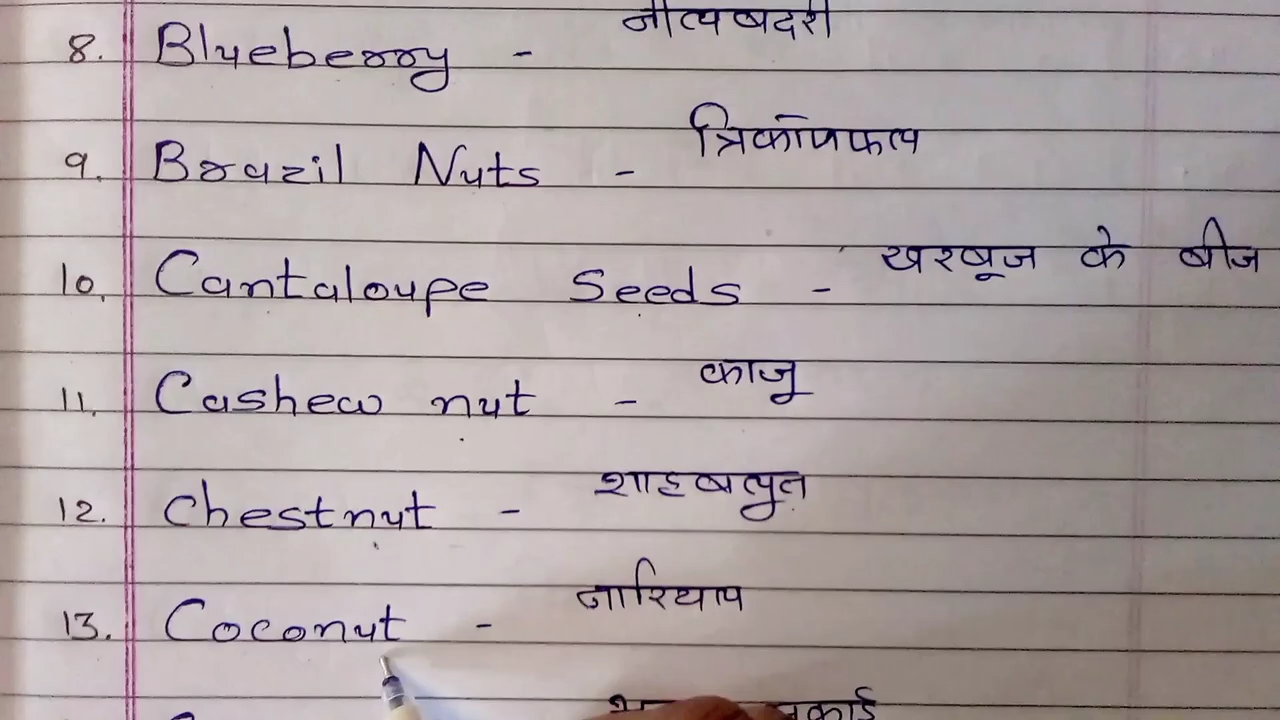 8. Blueberry - नीलबदरी
9. Brazil Nuts - त्रिकोणफल
10. Cantaloupe Seeds - खरबूज के बीज
11. Cashew nut - काजू
12. Chestnut - शाहबलुत
13. Coconut - नारियाल